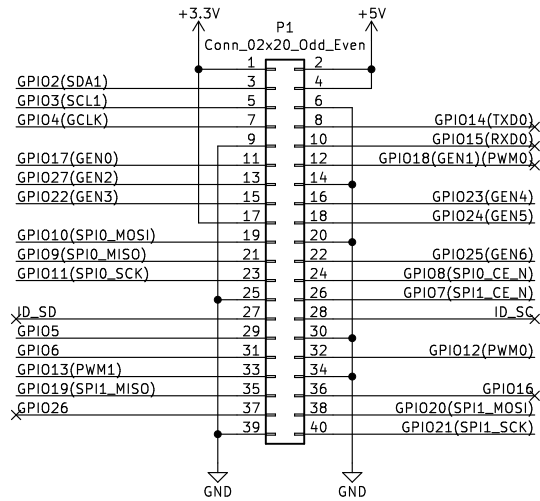 +3.3V
+5V
P1
Conn_02x20_Odd_Even
1 2
GPIO2(SDA1) 3 4
GPIO3(SCL1) 5 6
GPIO4(GCLK) 7 8 GPIO14(TXD0)
9 10 GPIO15(RXD0)
GPIO17(GEN0) 11 12 GPIO18(GEN1)(PWM0)
GPIO27(GEN2) 13 14
GPIO22(GEN3) 15 16 GPIO23(GEN4)
17 18 GPIO24(GEN5)
GPIO10(SPI0_MOSI) 19 20
GPIO9(SPI0_MISO) 21 22 GPIO25(GEN6)
GPIO11(SPI0_SCK) 23 24 GPIO8(SPI0_CE_N)
25 26 GPIO7(SPI1_CE_N)
ID_SD 27 28 ID_SC
GPIO5 29 30
GPIO6 31 32 GPIO12(PWM0)
GPIO13(PWM1) 33 34
GPIO19(SPI1_MISO) 35 36 GPIO16
GPIO26 37 38 GPIO20(SPI1_MOSI)
39 40 GPIO21(SPI1_SCK)
GND GND